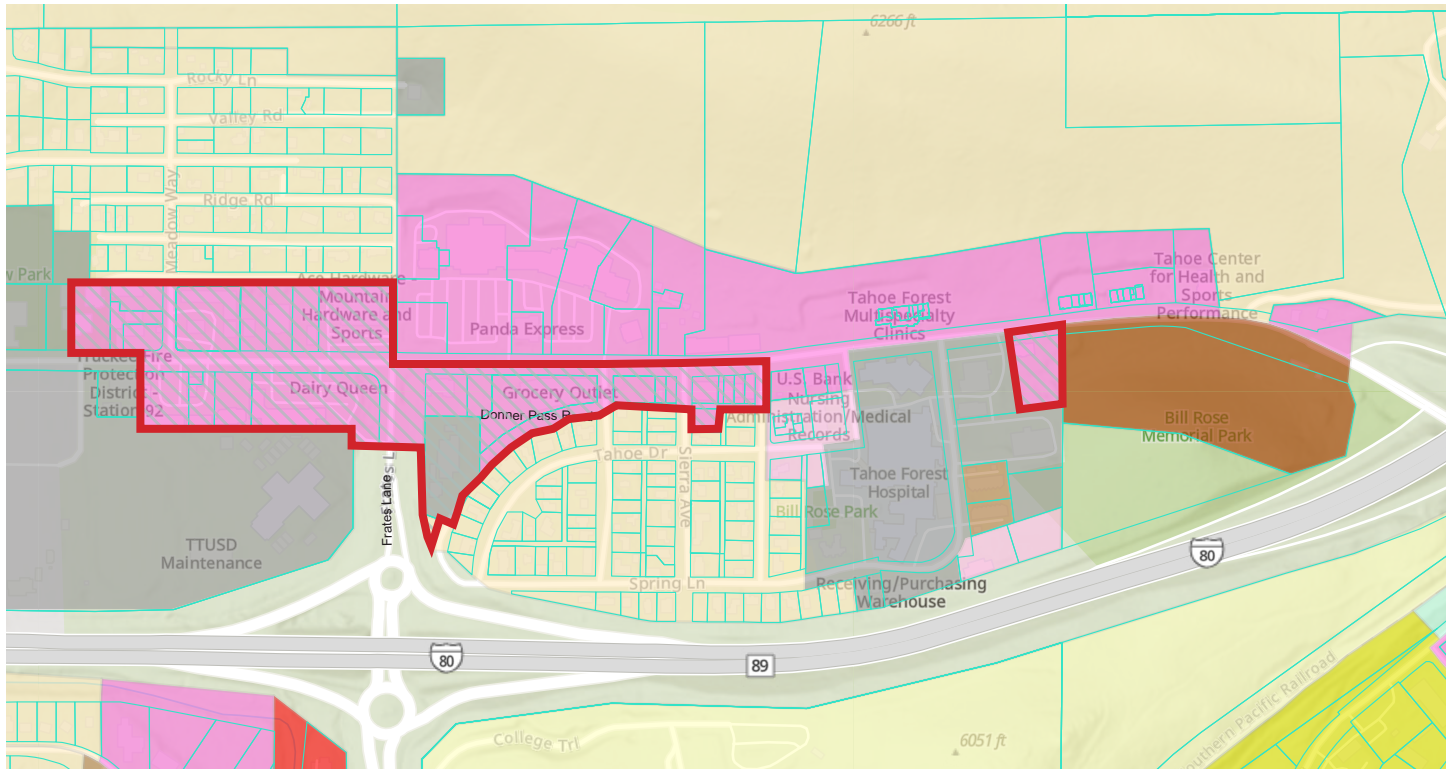 6266 ft
Rocky Ln
Valley Rd
Meadow Way
Ridge Rd
w Park
Ace Hardware -
Mountain
Hardware and
Sports
Panda Express
Tahoe Forest
Multispecialty
Clinics
Tahoe Center
for Health and
Sports
Performance
Truckee Fire
Protection
District -
Station 92
Dairy Queen
Grocery Outlet
Donner Pass R
U.S. Bank
Nursing
Administration/Medical
Records
Bill Rose
Memorial Park
Tahoe Dr
Sierra Ave
Tahoe Forest
Hospital
Frates Lane
Bill Rose Park
TTUSD
Maintenance
Spring Ln
Receiving/Purchasing
Warehouse
80
80
89
College Trl
6051 ft
outhern Pacific Railroad